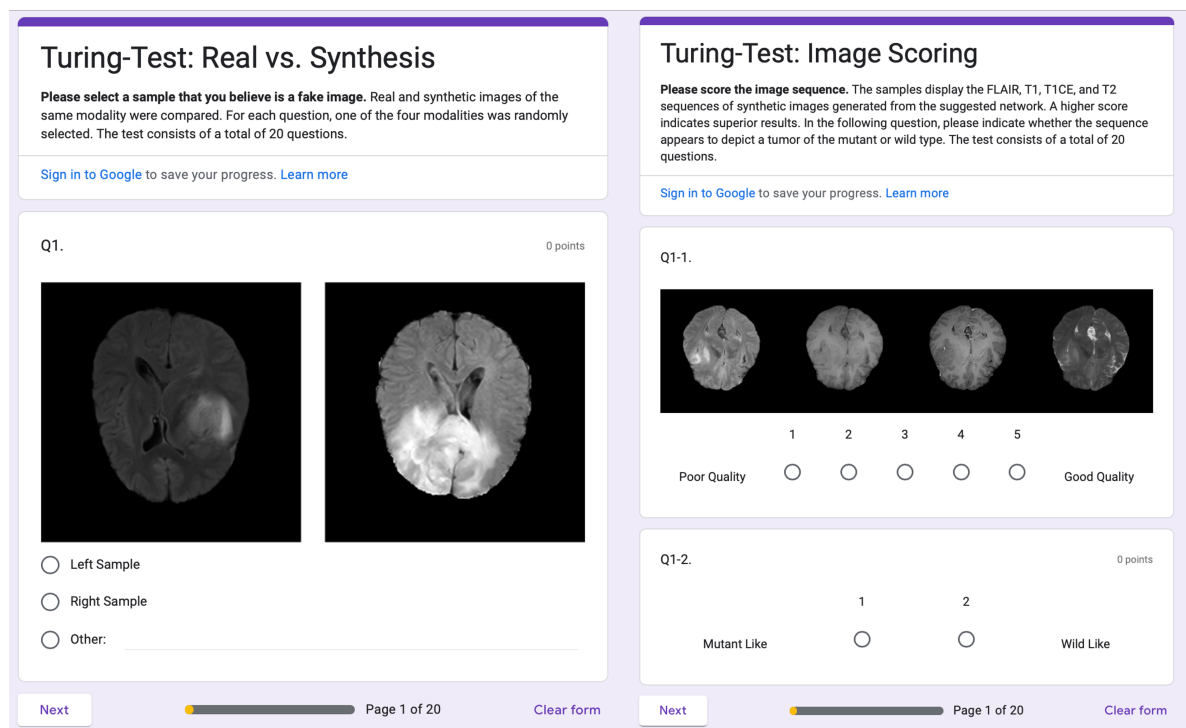 Turing-Test: Real vs. Synthesis
Please select a sample that you believe is a fake image. Real and synthetic images of the
same modality were compared. For each question, one of the four modalities was randomly
selected. The test consists of a total of 20 questions.
Sign in to Google to save your progress. Learn more
Q1.
0 points
Left Sample
Right Sample
Other:
Next
Page 1 of 20
Clear form
Turing-Test: Image Scoring
Please score the image sequence. The samples display the FLAIR, T1, T1CE, and T2
sequences of synthetic images generated from the suggested network. A higher score
indicates superior results. In the following question, please indicate whether the sequence
appears to depict a tumor of the mutant or wild type. The test consists of a total of 20
questions.
Sign in to Google to save your progress. Learn more
Q1-1.
1 2 3 4 5
Poor Quality
Good Quality
Q1-2.
0 points
1 2
Mutant Like
Wild Like
Next
Page 1 of 20
Clear form